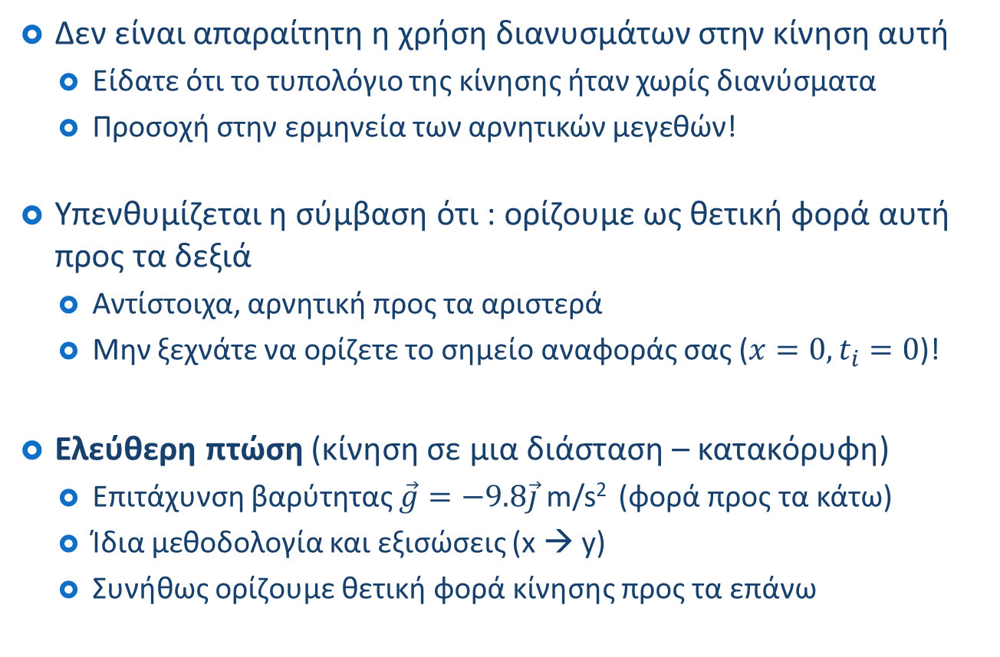 Δεν είναι απαραίτητη η χρήση διανυσμάτων στην κίνηση αυτή
Είδατε ότι το τυπολόγιο της κίνησης ήταν χωρίς διανύσματα
Προσοχή στην ερμηνεία των αρνητικών μεγεθών!
Υπενθυμίζεται η σύμβαση ότι : ορίζουμε ως θετική φορά αυτή
προς τα δεξιά
Αντίστοιχα, αρνητική προς τα αριστερά
Μην ξεχνάτε να ορίζετε το σημείο αναφοράς σας (x = 0, tᵢ = 0)!
Ελεύθερη πτώση (κίνηση σε μια διάσταση – κατακόρυφη)
Επιτάχυνση βαρύτητας g⃗ = −9.8ȷ⃗ m/s² (φορά προς τα κάτω)
Ίδια μεθοδολογία και εξισώσεις (x → y)
Συνήθως ορίζουμε θετική φορά κίνησης προς τα επάνω